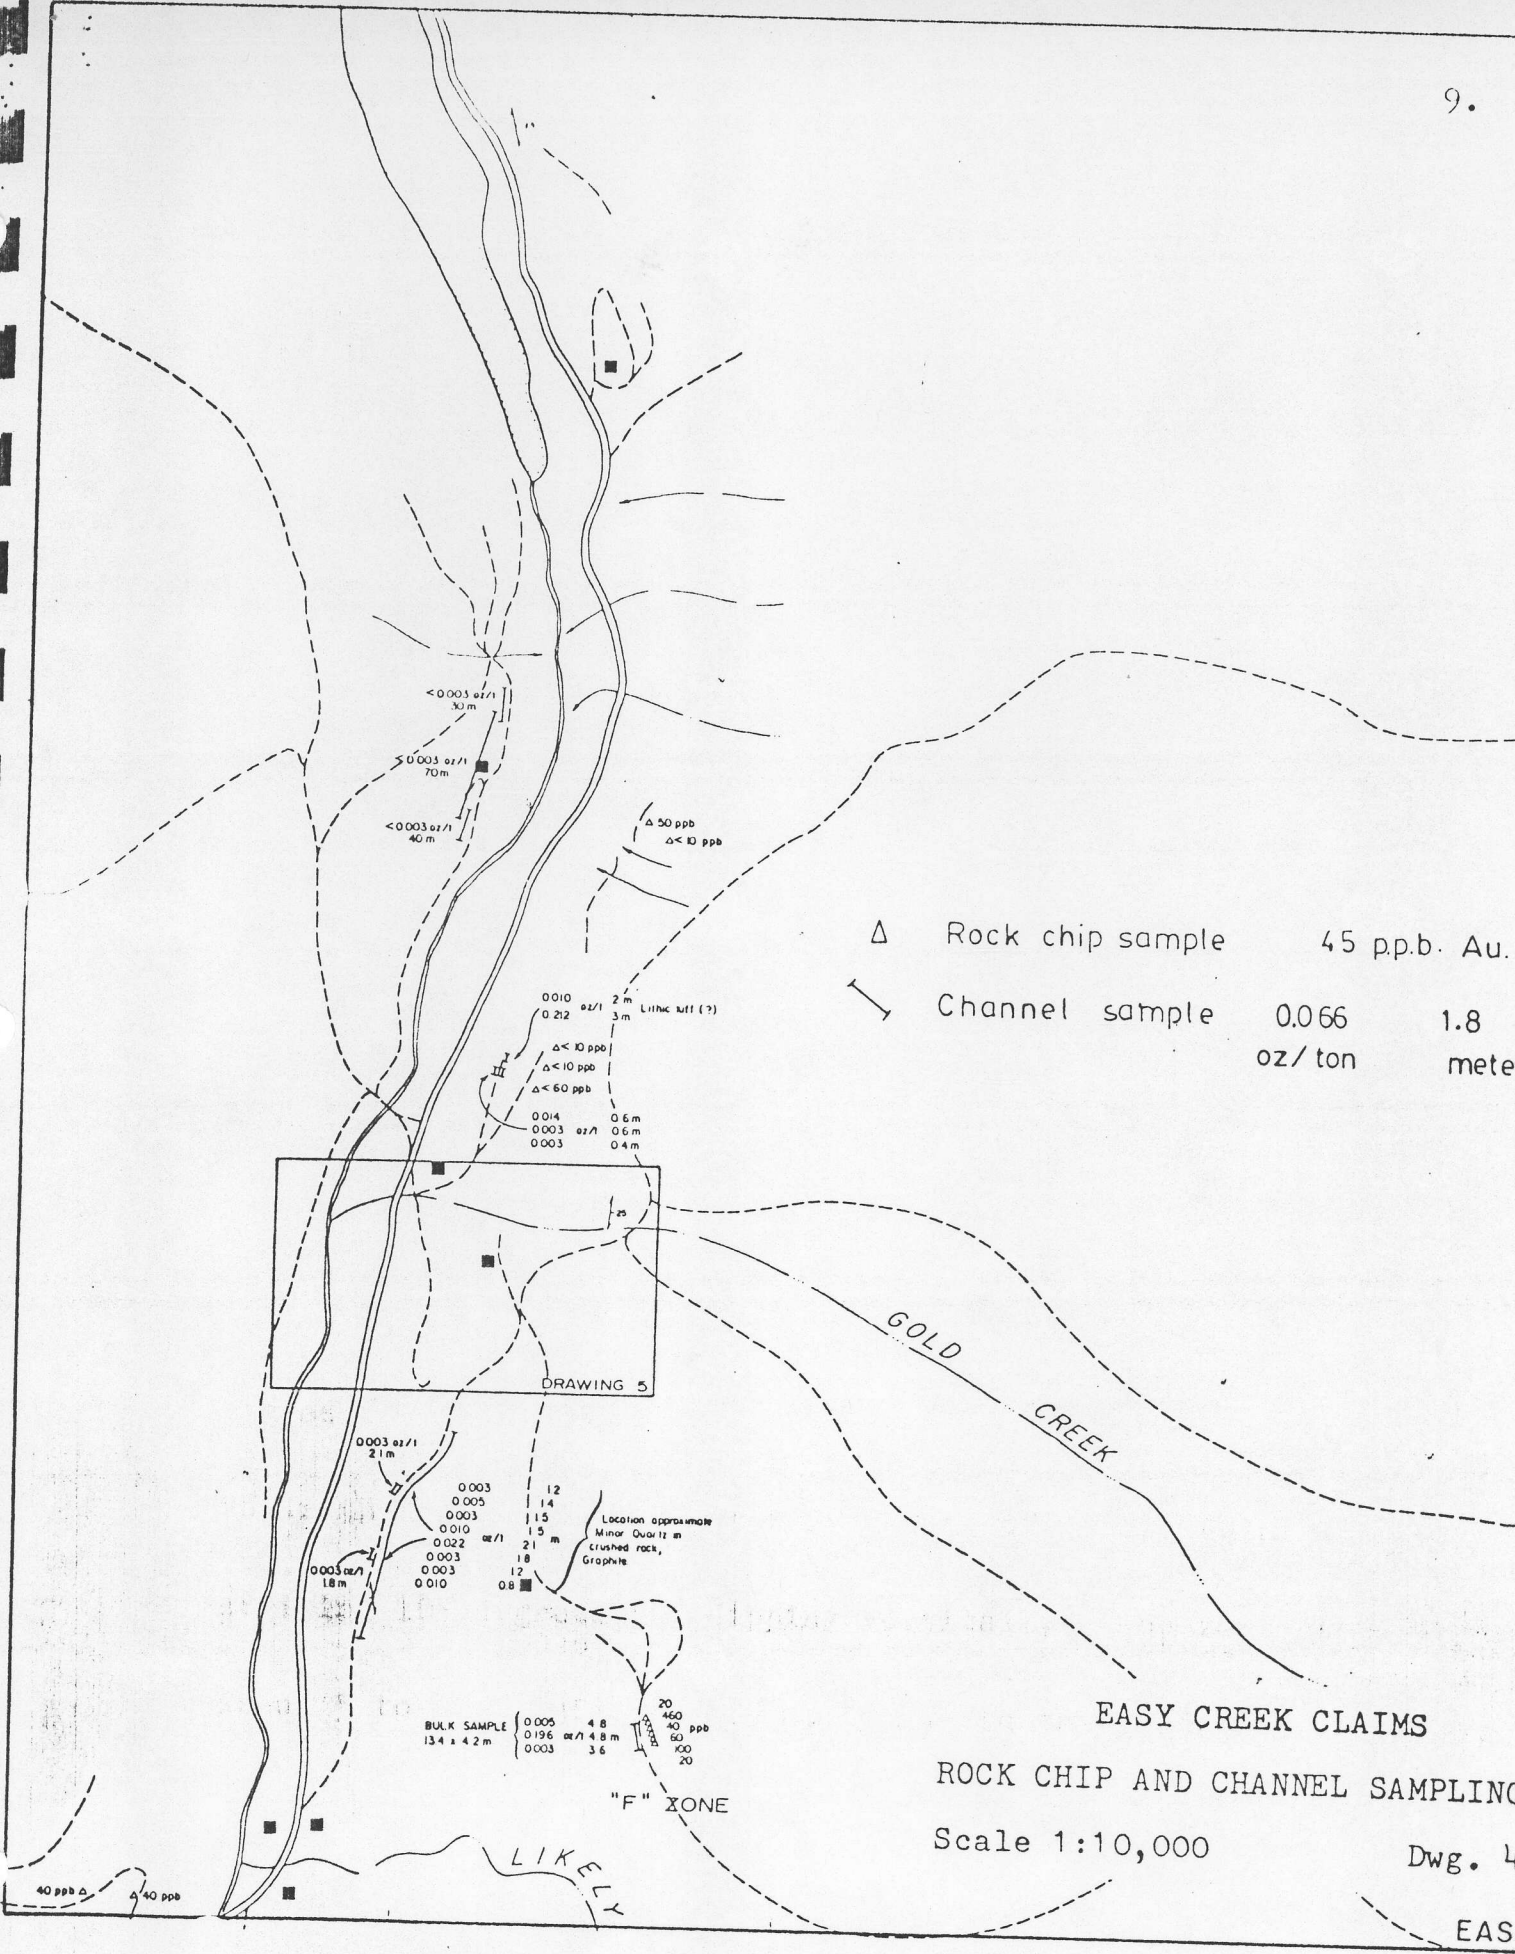 9.
<0.003 oz/t
30 m
<0.003 oz/t
70 m
<0.003 oz/t
40 m
Δ 50 ppb
Δ< 10 ppb
Δ Rock chip sample 45 p.p.b. Au.
Channel sample 0.066 1.8
oz/ton mete
0.010 oz/t 2 m Lithic tuff (?)
0.212 3 m
Δ< 10 ppb
Δ< 10 ppb
Δ< 60 ppb
0.014 0.6 m
0.003 oz/t 0.6 m
0.003 0.4 m
25
GOLD
CREEK
DRAWING 5
0.003 oz/t
2.1 m
0.003 1.2
0.005 1.4
0.003 1.5
0.010 1.5
0.022 oz/t 2.1 m
0.003 1.8
0.003 1.2
0.010 0.8
Location approximate
Minor Quartz in
crushed rock,
Graphite
0.003 oz/t
1.8 m
BULK SAMPLE
13.4 x 4.2 m
0.005 4.8
0.196 oz/t 4.8 m
0.003 3.6
20
460
40 ppb
60
100
20
"F" ZONE
EASY CREEK CLAIMS
ROCK CHIP AND CHANNEL SAMPLING
Scale 1:10,000
Dwg. 4
LIKELY
40 ppb Δ
Δ 40 ppb
EAS